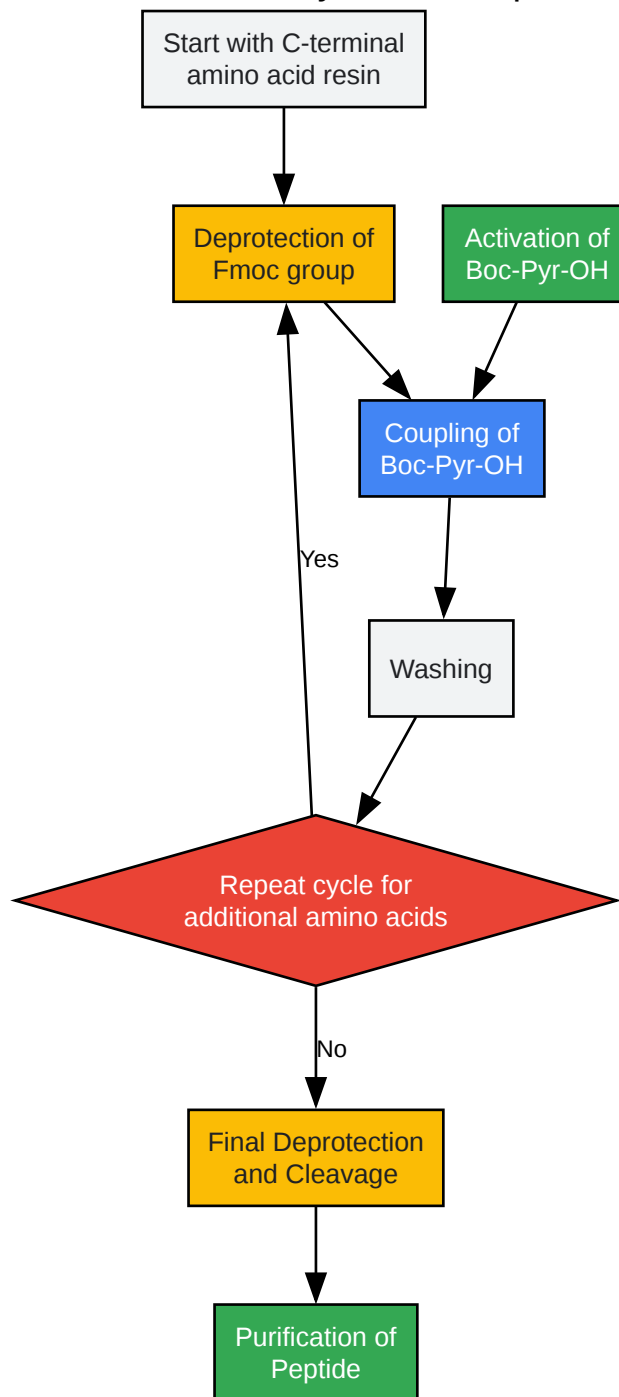 Start with C-terminal
amino acid resin
Deprotection of
Fmoc group
Activation of
Boc-Pyr-OH
Coupling of
Boc-Pyr-OH
Yes
Washing
Repeat cycle for
additional amino acids
No
Final Deprotection
and Cleavage
Purification of
Peptide